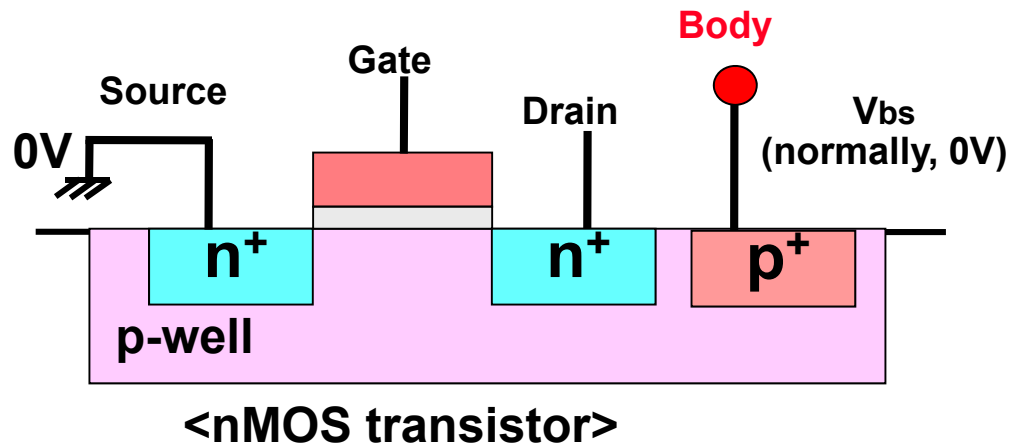 Body
Gate
Source
Drain
Vbs
(normally, 0V)
0V
n+
n+
p+
p-well
<nMOS transistor>